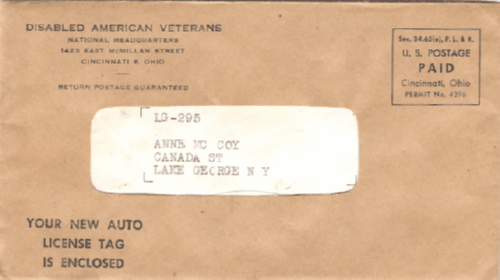 DISABLED AMERICAN VETERANS
NATIONAL HEADQUARTERS
1423 EAST McMILLAN STREET
CINCINNATI 6, OHIO
RETURN POSTAGE GUARANTEED
Sec. 34.65(e), P. L. & R.
U. S. POSTAGE
PAID
Cincinnati, Ohio
PERMIT No. 4296
LG-295
ANNE MC COY
CANADA ST
LAKE GEORGE N Y
YOUR NEW AUTO
LICENSE TAG
IS ENCLOSED